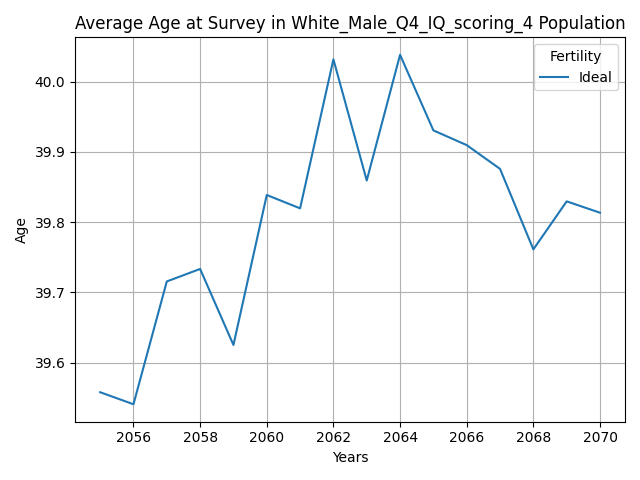 Average Age at Survey in White_Male_Q4_IQ_scoring_4 Population
Fertility
Ideal
40.0
39.9
39.8
39.7
39.6
Age
2056 2058 2060 2062 2064 2066 2068 2070
Years